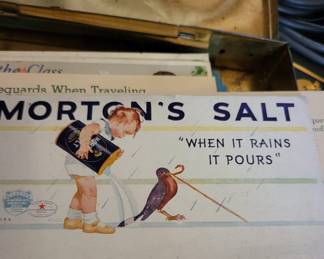 the Class
eguards When Traveling
MORTON'S SALT
"WHEN IT RAINS
IT POURS"